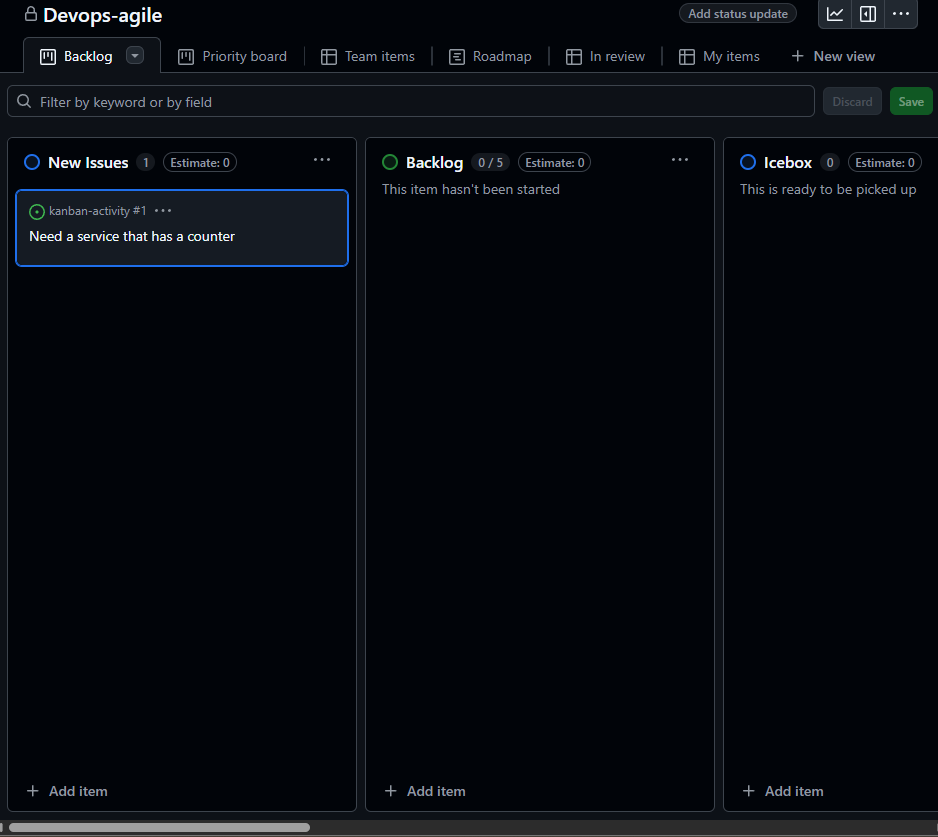 Devops-agile
Add status update
Backlog
Priority board
Team items
Roadmap
In review
My items
New view
Filter by keyword or by field
Discard
Save
New Issues 1 Estimate: 0
kanban-activity #1
Need a service that has a counter
Add item
Backlog 0 / 5 Estimate: 0
This item hasn't been started
Add item
Icebox 0 Estimate: 0
This is ready to be picked up
Add item